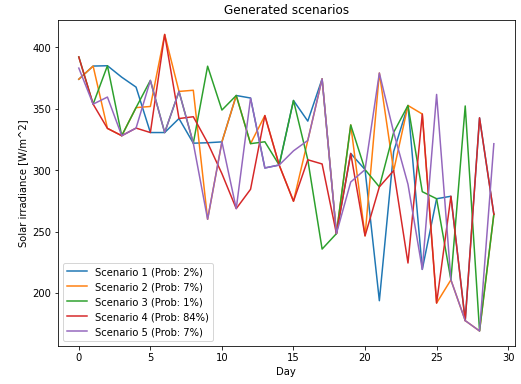 Generated scenarios
Solar irradiance [W/m^2]
400
350
300
250
200
Scenario 1 (Prob: 2%)
Scenario 2 (Prob: 7%)
Scenario 3 (Prob: 1%)
Scenario 4 (Prob: 84%)
Scenario 5 (Prob: 7%)
0 5 10 15 20 25 30
Day